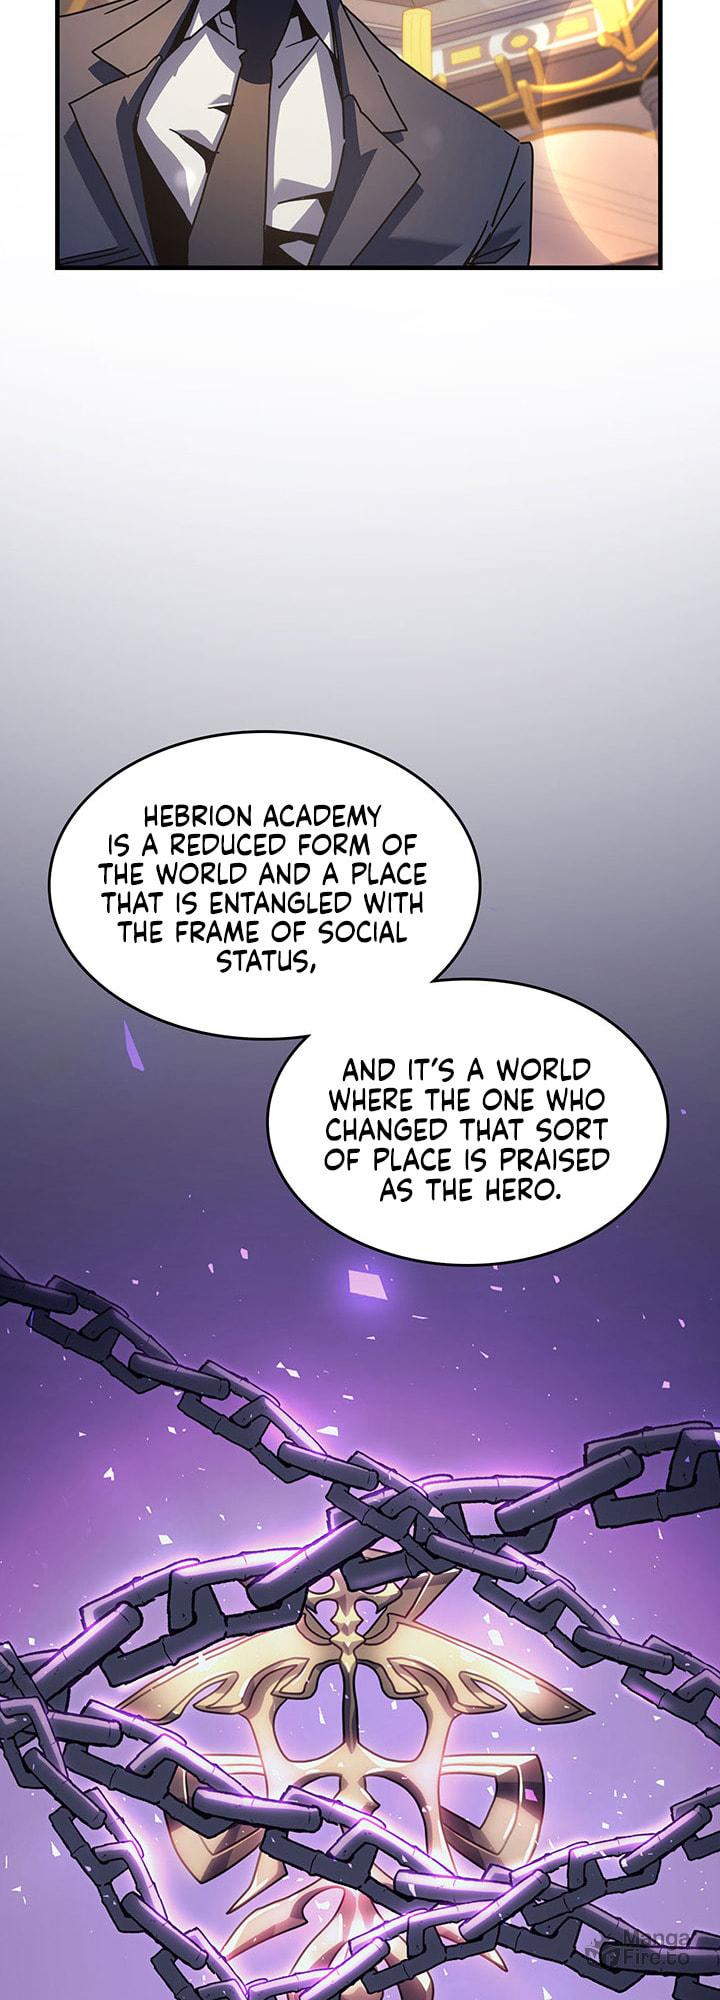 HEBRION ACADEMY
IS A REDUCED FORM OF
THE WORLD AND A PLACE
THAT IS ENTANGLED WITH
THE FRAME OF SOCIAL
STATUS,
AND IT'S A WORLD
WHERE THE ONE WHO
CHANGED THAT SORT
OF PLACE IS PRAISED
AS THE HERO.
Manga
Fire.to